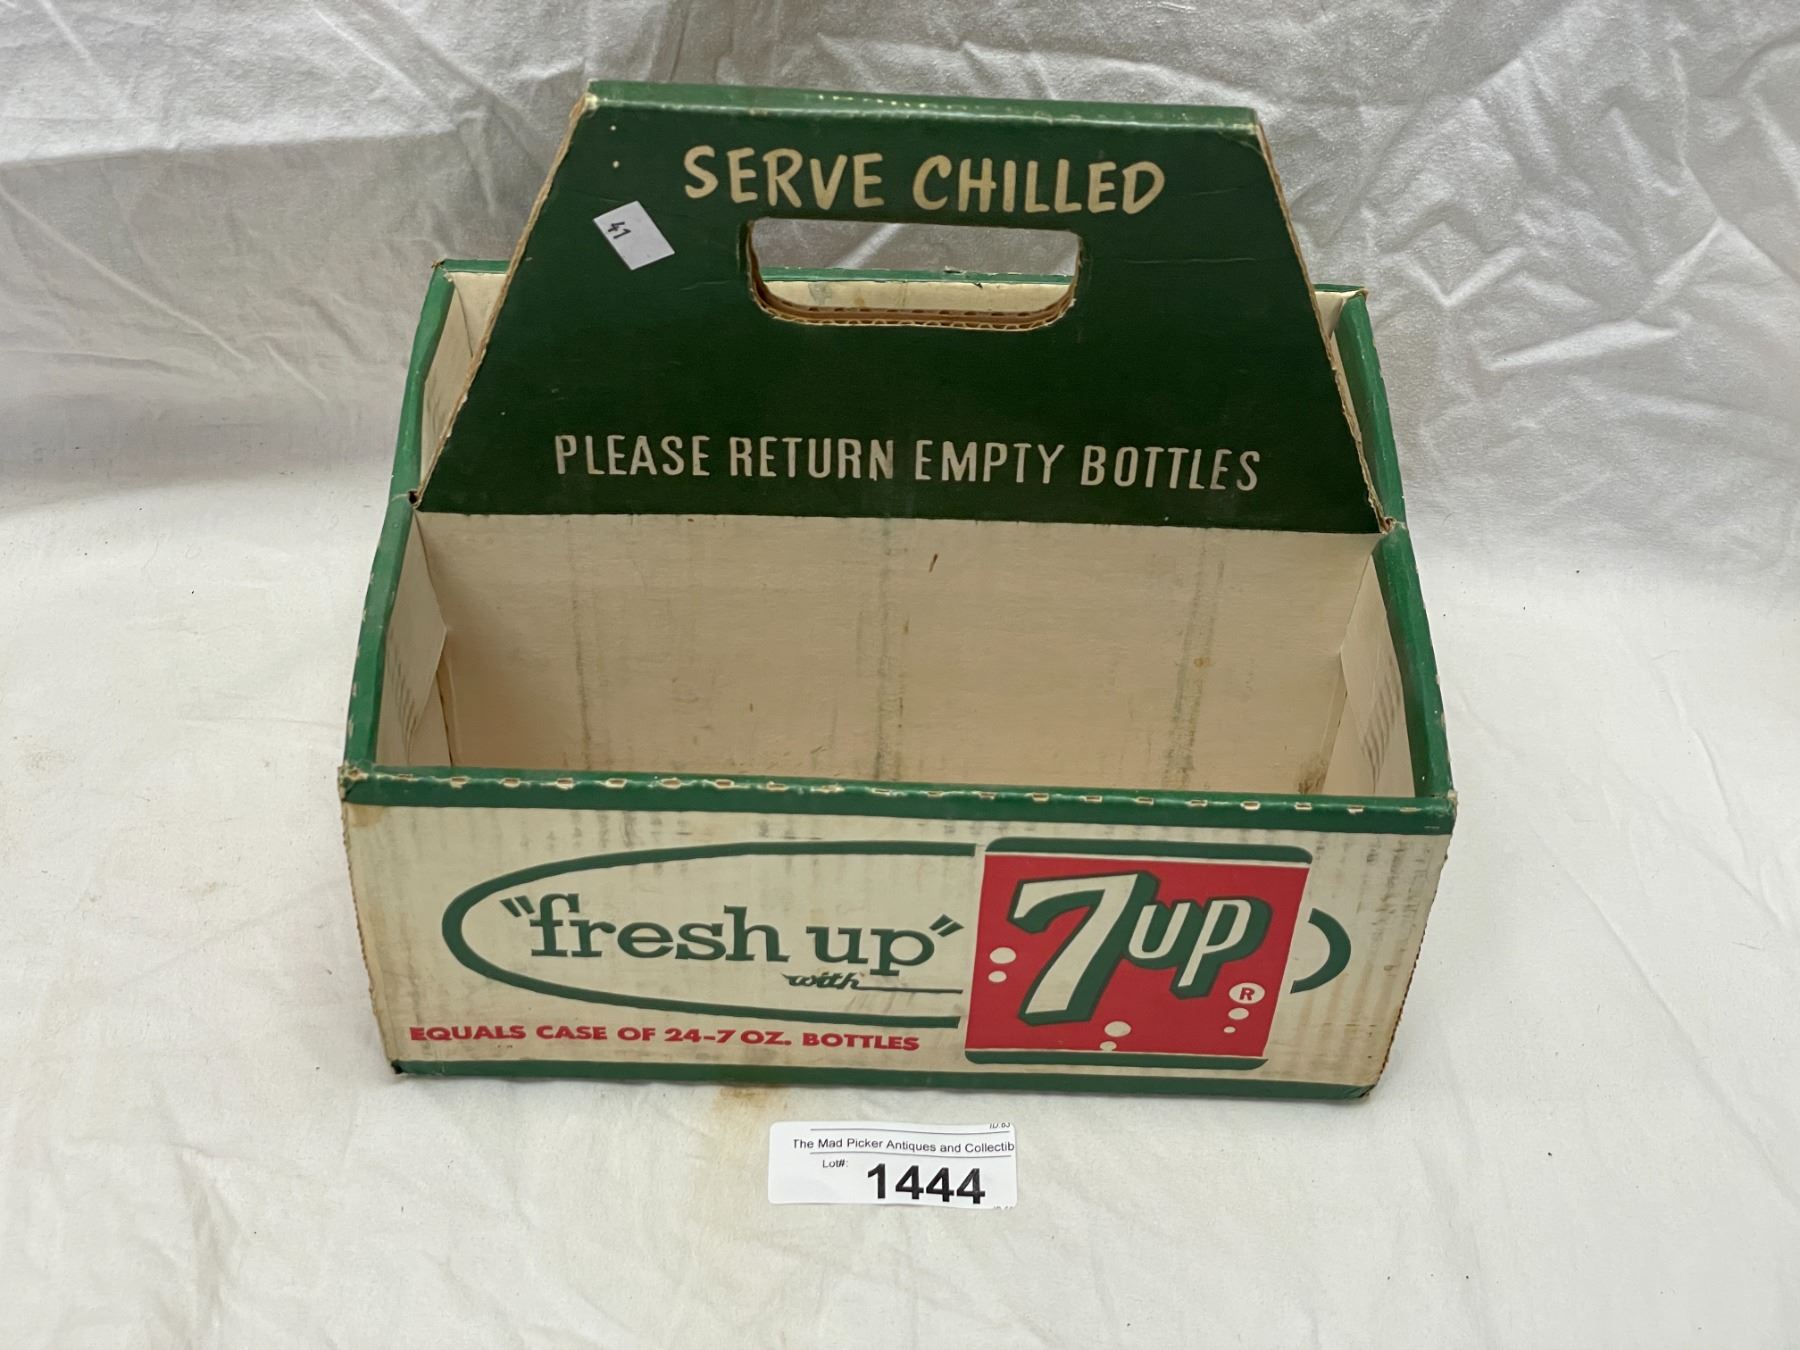 SERVE CHILLED
41
PLEASE RETURN EMPTY BOTTLES
"fresh up"
with
7up
®
EQUALS CASE OF 24-7 OZ. BOTTLES
The Mad Picker Antiques and Collectib
Lot#:
1444